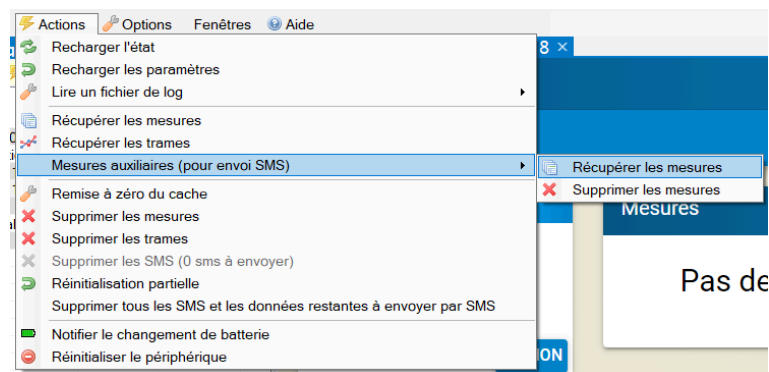 Actions Options Fenêtres Aide
8 ×
Recharger l'état
Recharger les paramètres
Lire un fichier de log
Récupérer les mesures
Récupérer les trames
Mesures auxiliaires (pour envoi SMS)
Récupérer les mesures
Supprimer les mesures
Remise à zéro du cache
Supprimer les mesures
Supprimer les trames
Supprimer les SMS (0 sms à envoyer)
Réinitialisation partielle
Supprimer tous les SMS et les données restantes à envoyer par SMS
Notifier le changement de batterie
Réinitialiser le périphérique
Mesures
Pas de
ION